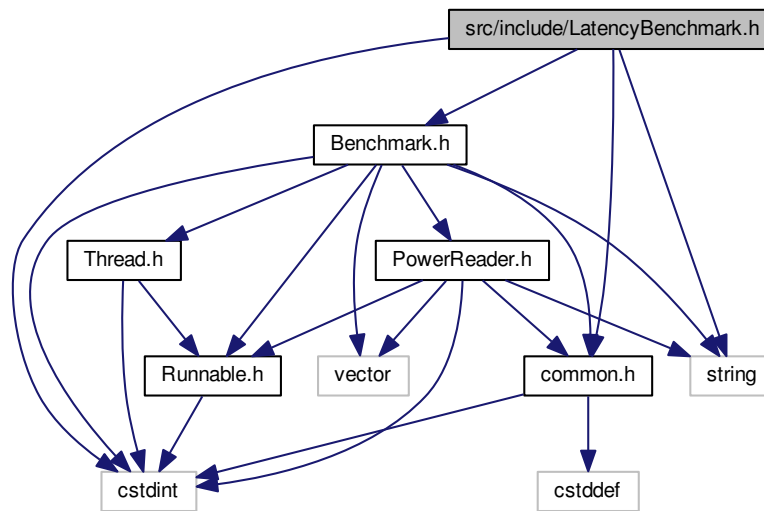 src/include/LatencyBenchmark.h
Benchmark.h
Thread.h
PowerReader.h
Runnable.h
vector
common.h
string
cstdint
cstddef